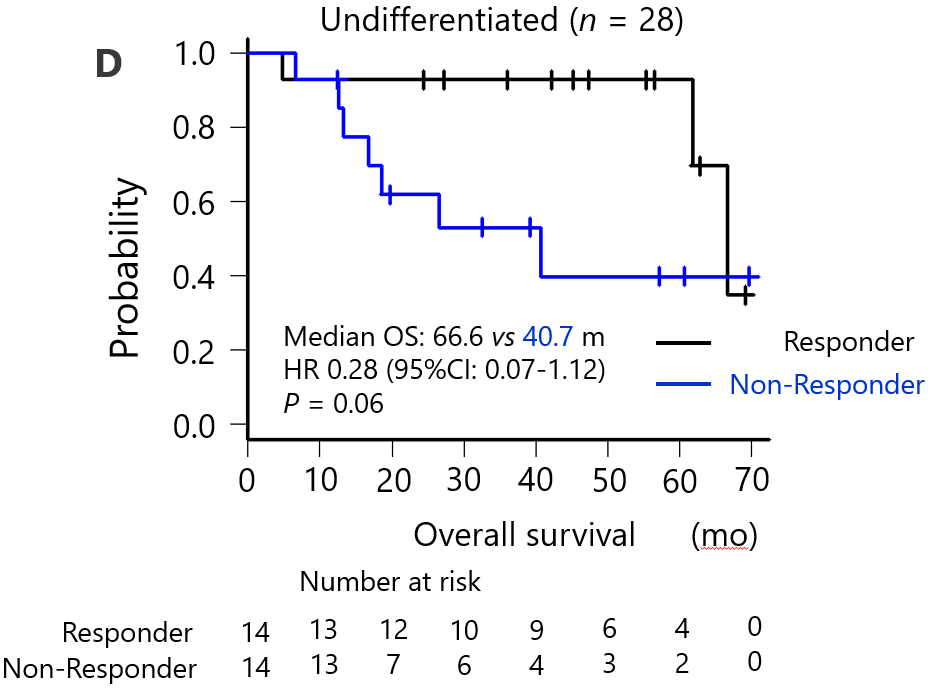 Undifferentiated (n = 28)
D
Probability
1.0
0.8
0.6
0.4
0.2
0.0
Median OS: 66.6 vs 40.7 m
HR 0.28 (95%CI: 0.07-1.12)
P = 0.06
Responder
Non-Responder
0 10 20 30 40 50 60 70
Overall survival (mo)
Number at risk
Responder 14 13 12 10 9 6 4 0
Non-Responder 14 13 7 6 4 3 2 0